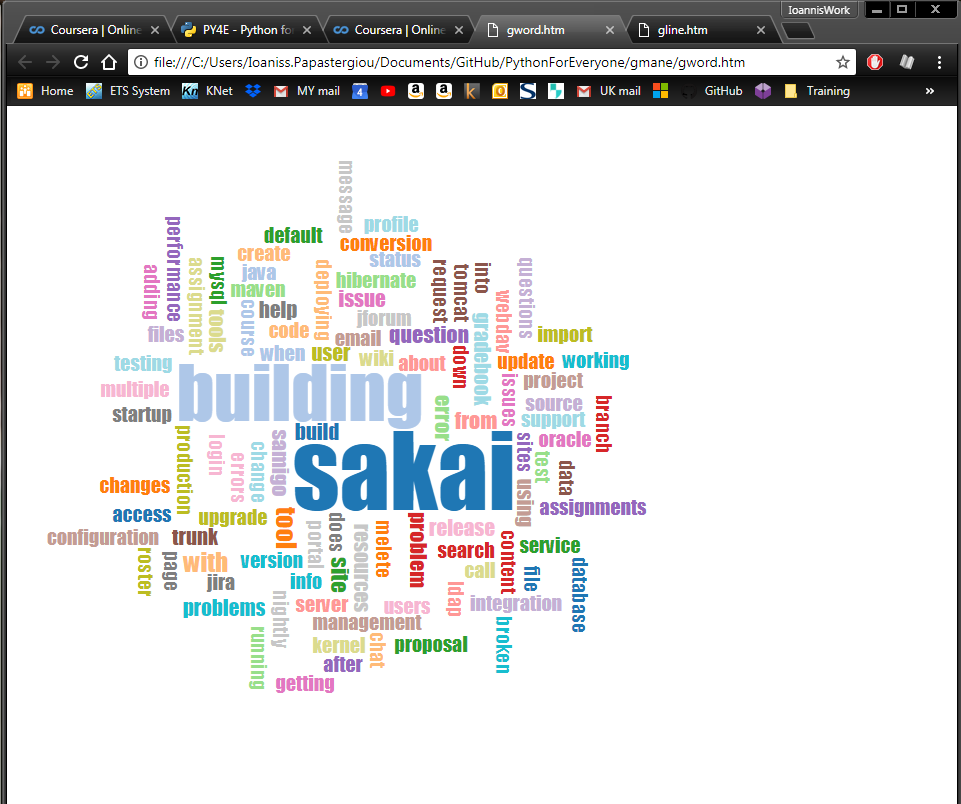 IoannisWork
Coursera | Online
PY4E - Python for
Coursera | Online
gword.htm
gline.htm
file:///C:/Users/Ioaniss.Papastergiou/Documents/GitHub/PythonForEveryone/gmane/gword.htm
Home ETS System Kn KNet MY mail 4 a a k S UK mail GitHub Training »
message
profile
performance
default
conversion
create
status
adding
assignment
mysql
java
deploying
hibernate
request
tomcat
into
questions
maven
issue
webday
tools
course
help
jforum
gradebook
files
code
email
question
import
when
user
wiki
about
down
update
working
testing
building
issues
project
multiple
error
source
branch
startup
from
support
production
build
login
change
samigo
sakai
sites
oracle
errors
test
data
changes
using
assignments
access
upgrade
tool
portal
does
resources
melete
problem
release
configuration
trunk
search
content
service
roster
page
with
version
site
call
file
database
jira
info
ldap
integration
problems
nightly
server
users
management
broken
running
kernel
chat
proposal
after
getting